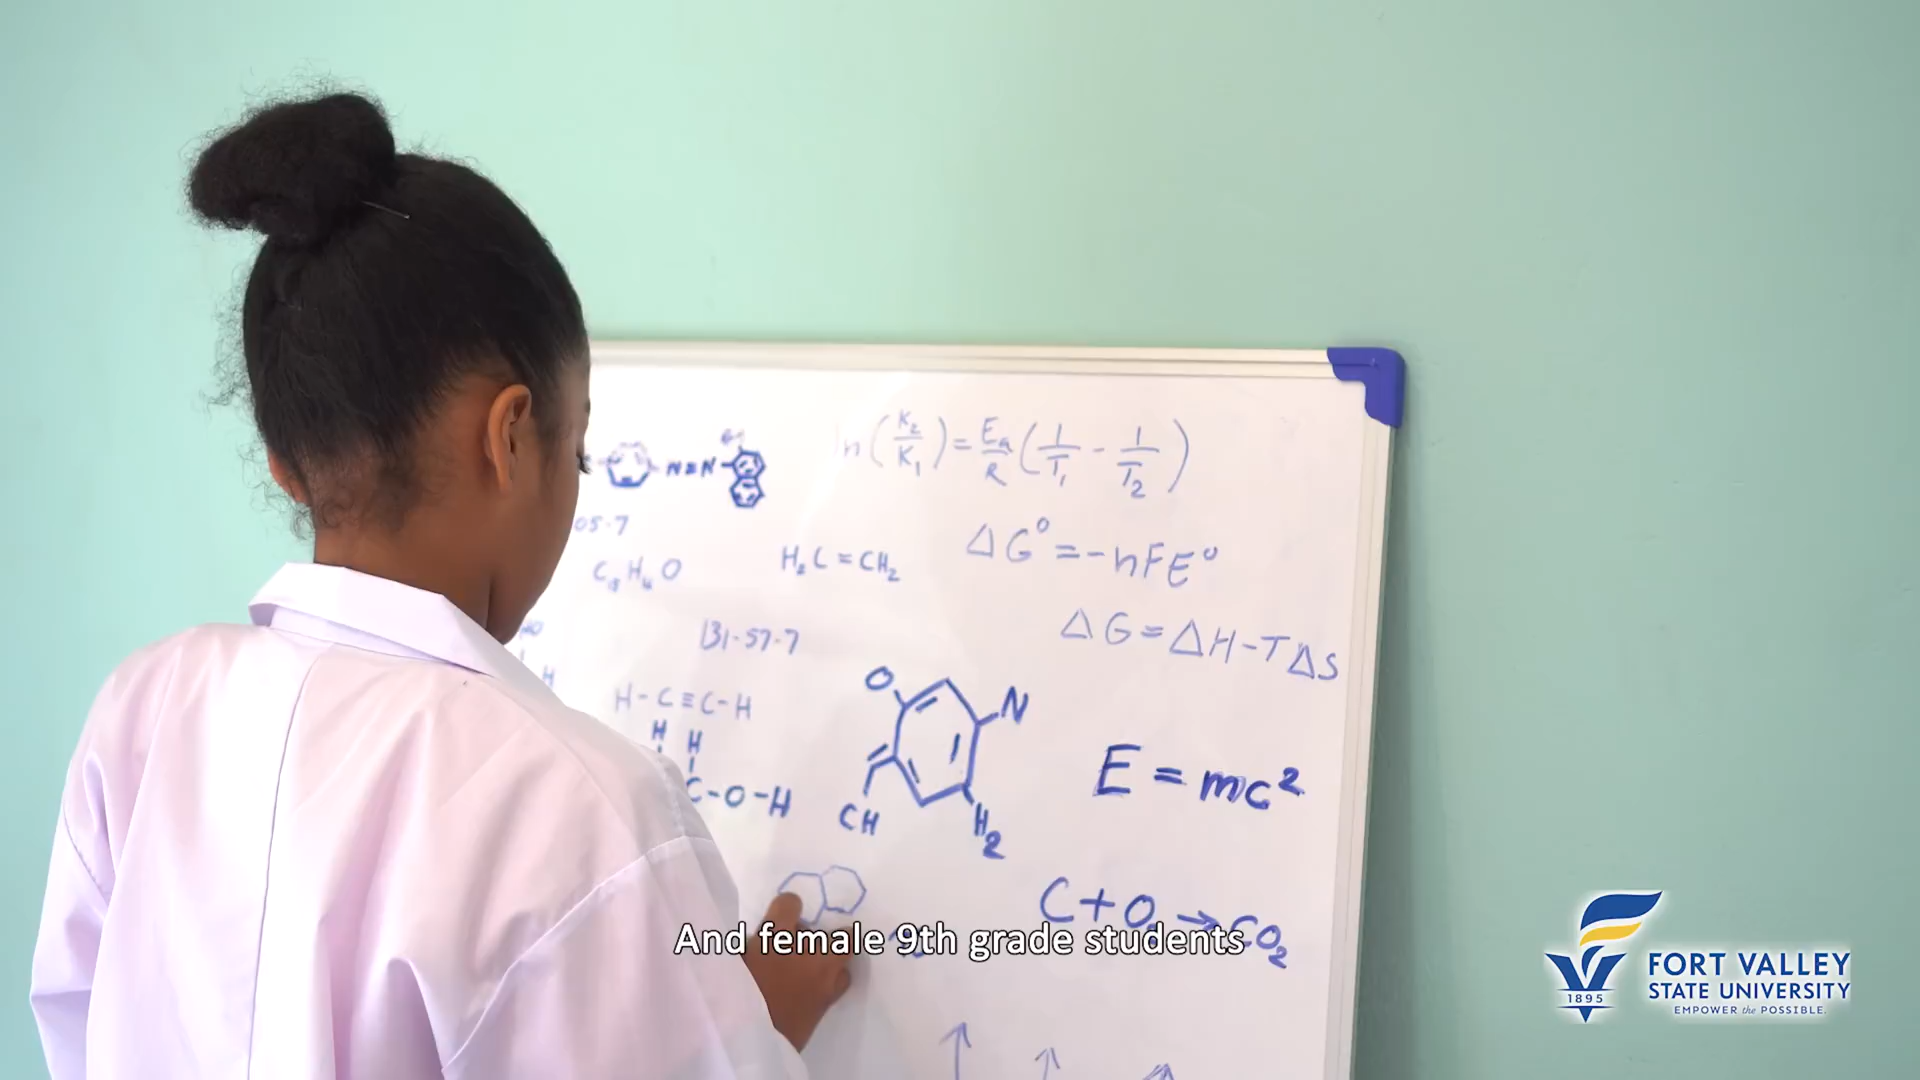 ln(K₂/K₁)=Eₐ/R(1/T₁-1/T₂)
N=N
05-7
ΔG°=-nFE°
H₂C=CH₂
ΔG=ΔH-TΔS
131-57-7
H-C≡C-H
O
N
H
H H
C-O-H
CH
H₂
E=mc²
C+O₂→CO₂
And female 9th grade students
1895
FORT VALLEY
STATE UNIVERSITY
EMPOWER the POSSIBLE.